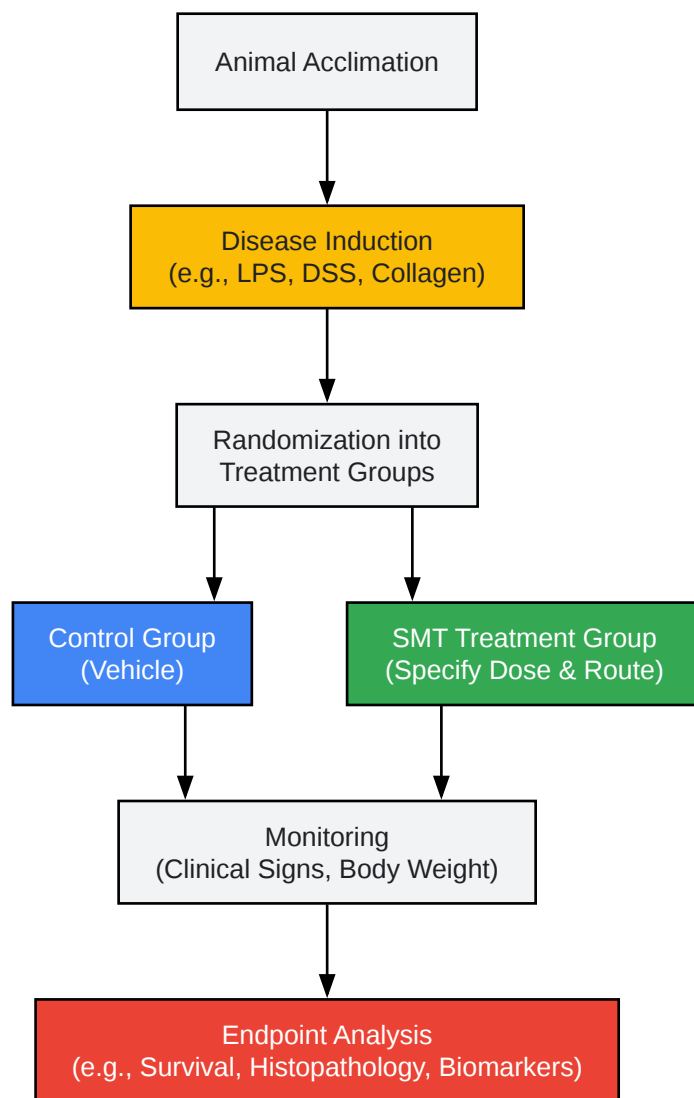 Animal Acclimation
Disease Induction
(e.g., LPS, DSS, Collagen)
Randomization into
Treatment Groups
Control Group
(Vehicle)
SMT Treatment Group
(Specify Dose & Route)
Monitoring
(Clinical Signs, Body Weight)
Endpoint Analysis
(e.g., Survival, Histopathology, Biomarkers)